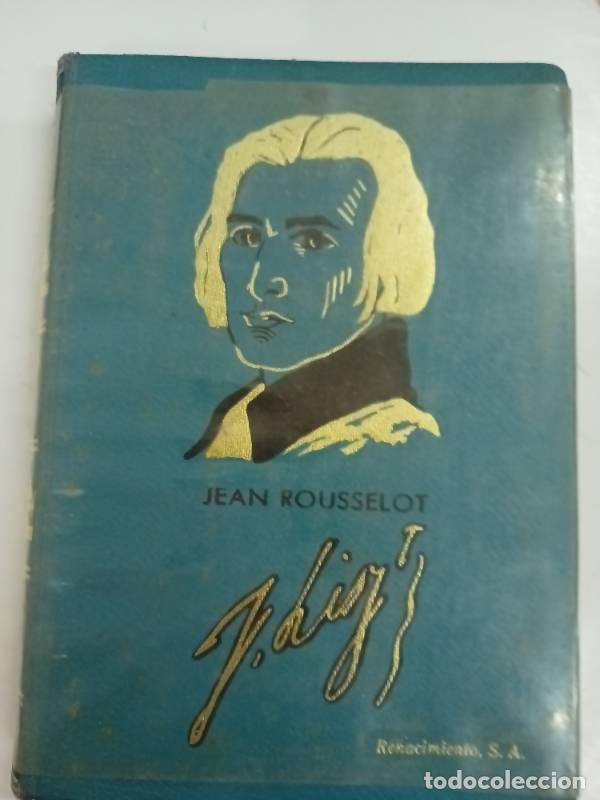 JEAN ROUSSELOT
F. Liszt
Renacimiento, S. A.
todocoleccion